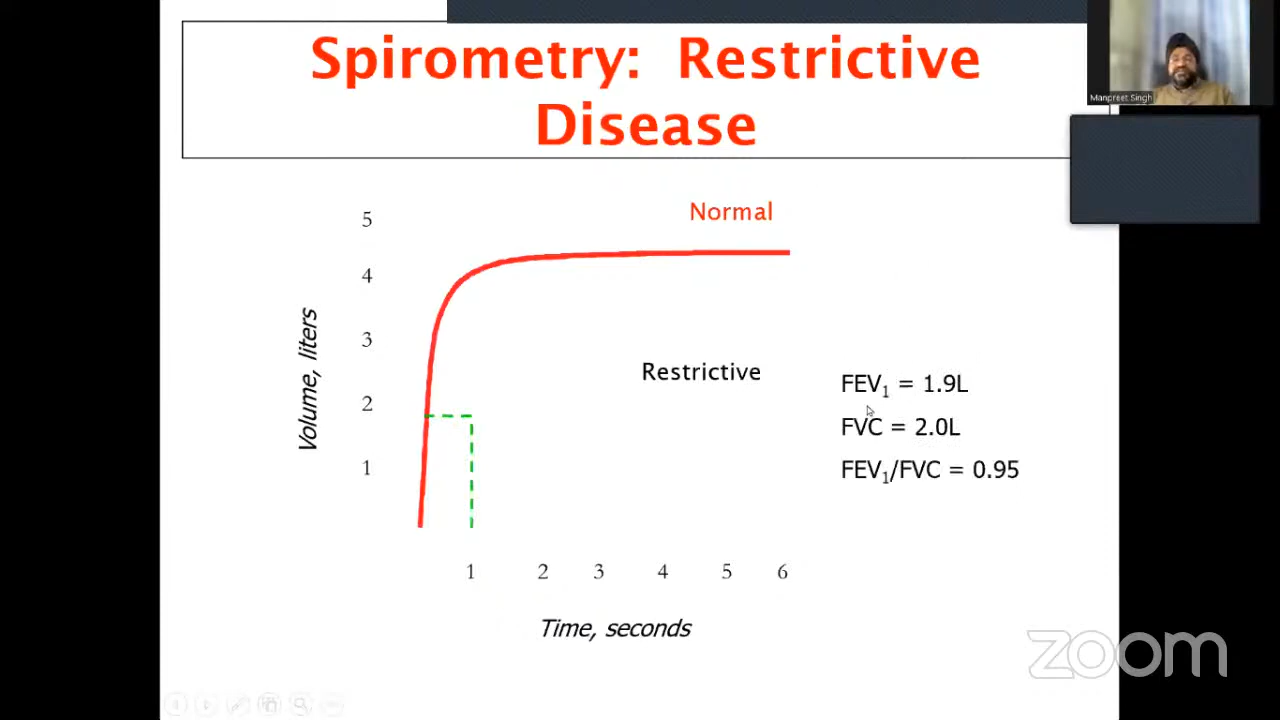 Spirometry: Restrictive
Disease
Manpreet Singh
Normal
5
4
3
2
1
Volume, liters
Restrictive
FEV₁ = 1.9L
FVC = 2.0L
FEV₁/FVC = 0.95
1 2 3 4 5 6
Time, seconds
zoom